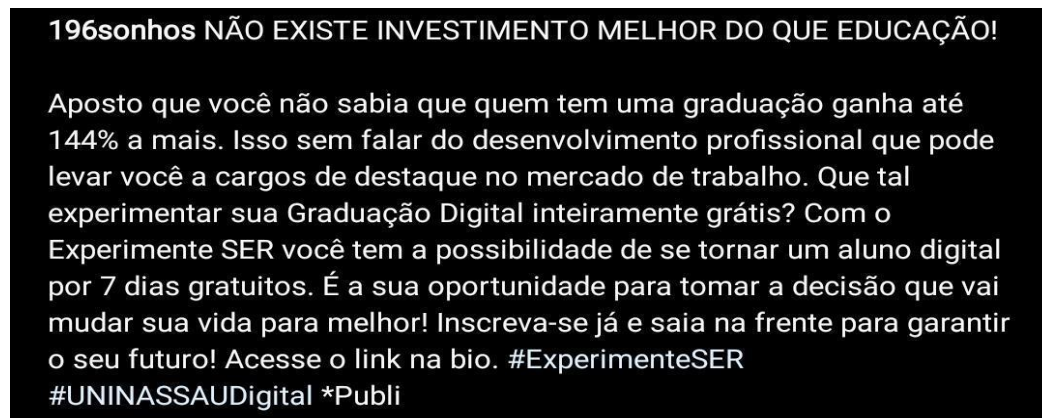 196sonhos NÃO EXISTE INVESTIMENTO MELHOR DO QUE EDUCAÇÃO!
Aposto que você não sabia que quem tem uma graduação ganha até
144% a mais. Isso sem falar do desenvolvimento profissional que pode
levar você a cargos de destaque no mercado de trabalho. Que tal
experimentar sua Graduação Digital inteiramente grátis? Com o
Experimente SER você tem a possibilidade de se tornar um aluno digital
por 7 dias gratuitos. É a sua oportunidade para tomar a decisão que vai
mudar sua vida para melhor! Inscreva-se já e saia na frente para garantir
o seu futuro! Acesse o link na bio. #ExperimenteSER
#UNINASSAUDigital *Publi